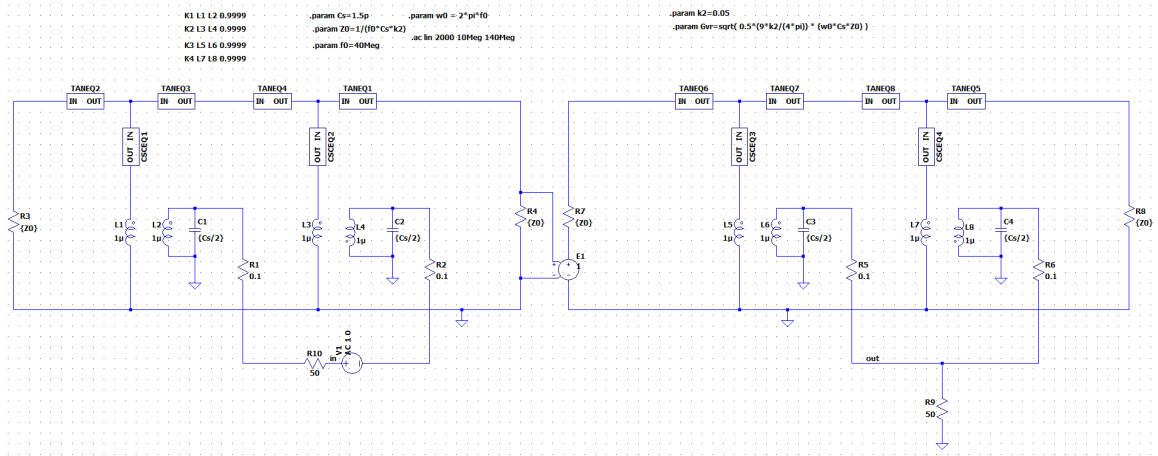 K1 L1 L2 0.9999
K2 L3 L4 0.9999
K3 L5 L6 0.9999
K4 L7 L8 0.9999
.param Cs=1.5p
.param Z0=1/(f0*Cs*k2)
.param f0=40Meg
.param w0 = 2*pi*f0
.ac lin 2000 10Meg 140Meg
.param k2=0.05
.param Gvr=sqrt( 0.5*(9*k2/(4*pi)) * (w0*Cs*Z0) )
TANEQ2
IN OUT
TANEQ3
IN OUT
TANEQ4
IN OUT
TANEQ1
IN OUT
TANEQ6
IN OUT
TANEQ7
IN OUT
TANEQ8
IN OUT
TANEQ5
IN OUT
OUT IN
CSCEQ1
OUT IN
CSCEQ2
OUT IN
CSCEQ3
OUT IN
CSCEQ4
R3
{Z0}
L1
1µ
L2
1µ
C1
{Cs/2}
L3
1µ
L4
1µ
C2
{Cs/2}
R4
{Z0}
R7
{Z0}
L5
1µ
L6
1µ
C3
{Cs/2}
L7
1µ
L8
1µ
C4
{Cs/2}
R8
{Z0}
R1
0.1
R2
0.1
E1
1
R5
0.1
R6
0.1
R10
50
in
V1
AC 1 0
out
R9
50